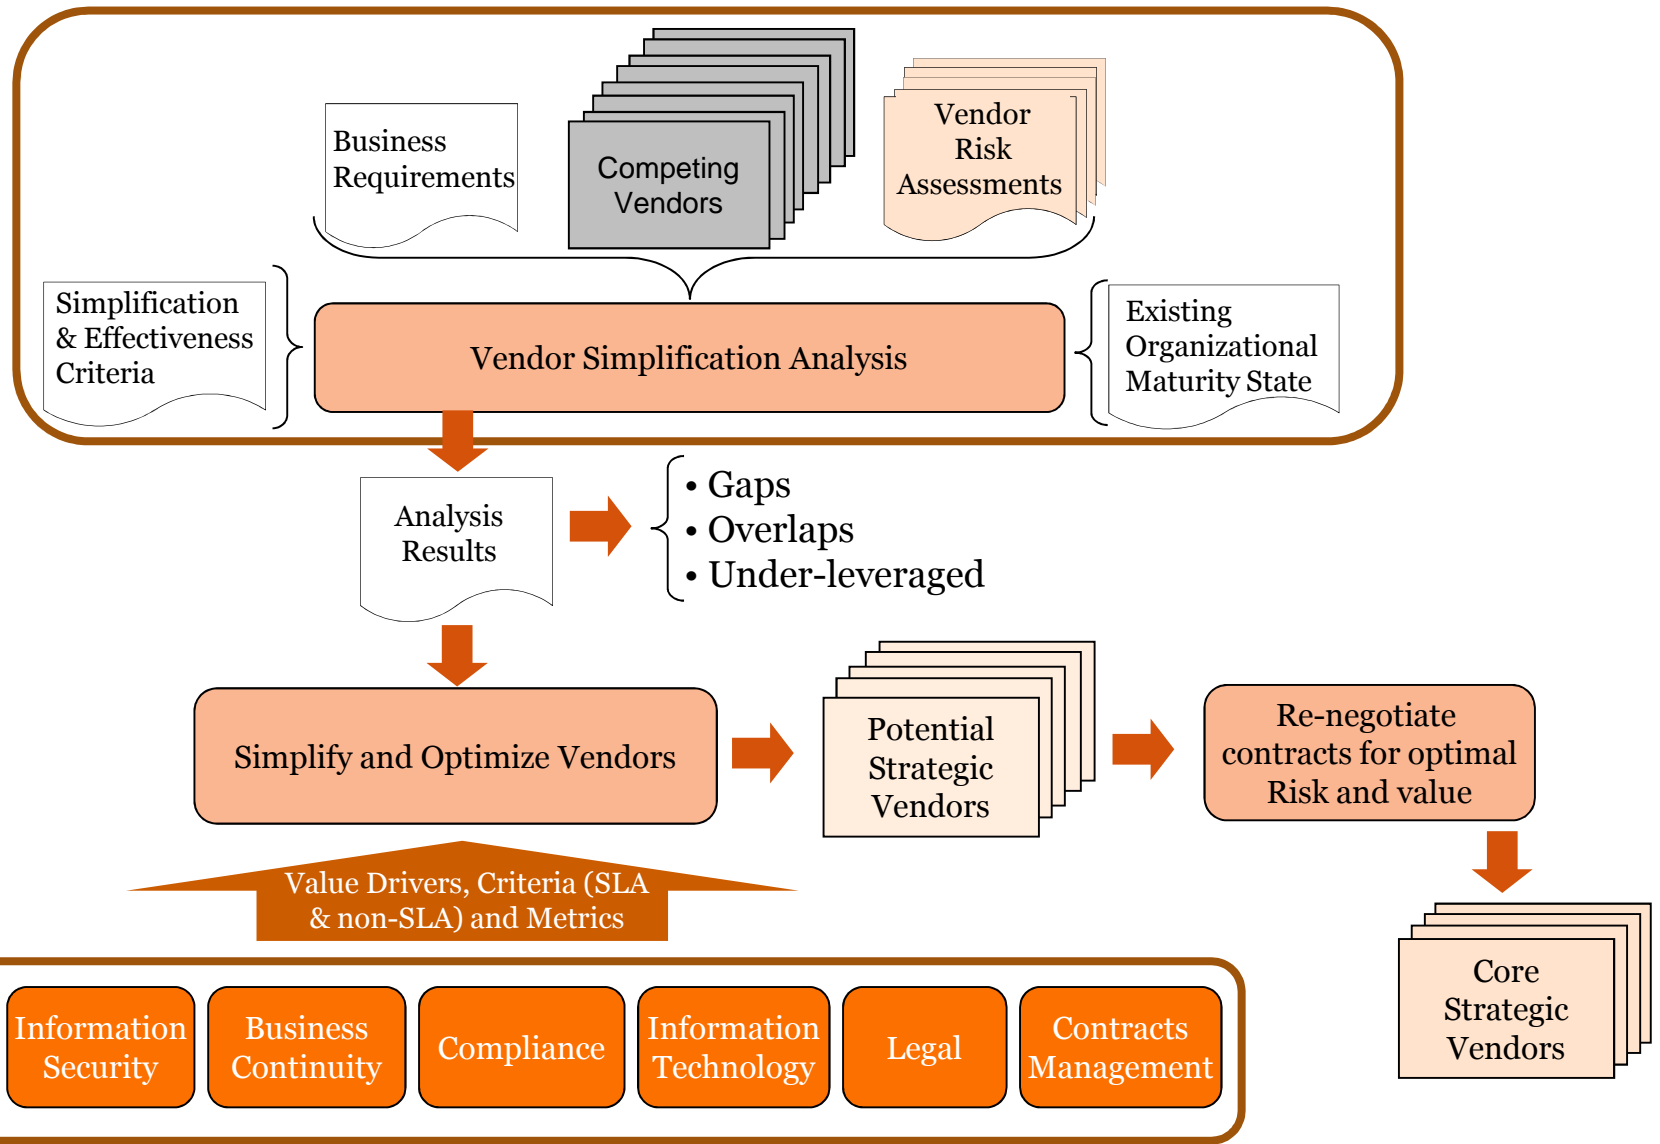 Business
Requirements
Competing
Vendors
Vendor
Risk
Assessments
Simplification
& Effectiveness
Criteria
Vendor Simplification Analysis
Existing
Organizational
Maturity State
Analysis
Results
• Gaps
• Overlaps
• Under-leveraged
Simplify and Optimize Vendors
Potential
Strategic
Vendors
Re-negotiate
contracts for optimal
Risk and value
Value Drivers, Criteria (SLA
& non-SLA) and Metrics
Core
Strategic
Vendors
Information
Security
Business
Continuity
Compliance
Information
Technology
Legal
Contracts
Management